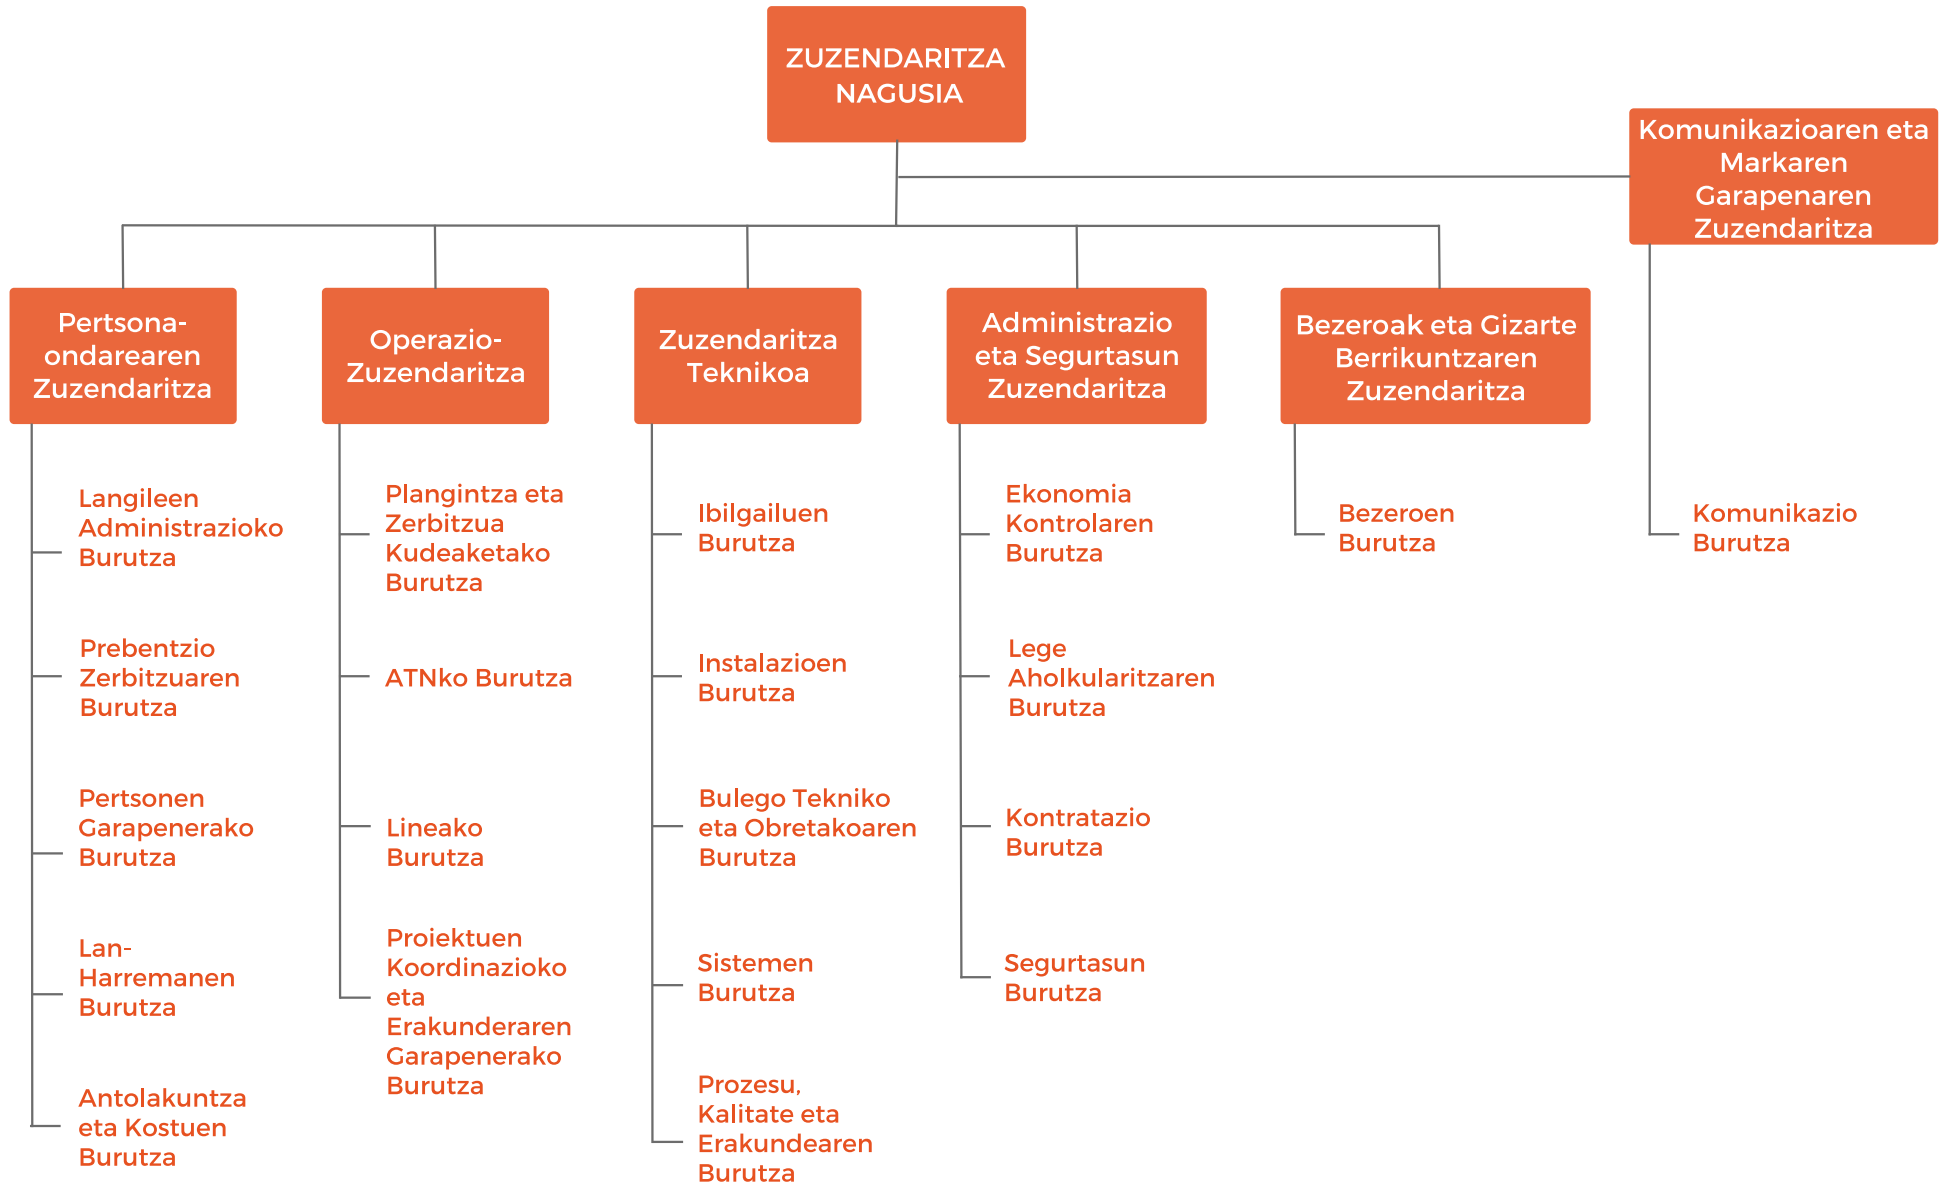 ZUZENDARITZA
NAGUSIA
Komunikazioaren eta
Markaren
Garapenaren
Zuzendaritza
Pertsona-
ondarearen
Zuzendaritza
Operazio-
Zuzendaritza
Zuzendaritza
Teknikoa
Administrazio
eta Segurtasun
Zuzendaritza
Bezeroak eta Gizarte
Berrikuntzaren
Zuzendaritza
Langileen
Administrazioko
Burutza
Prebentzio
Zerbitzuaren
Burutza
Pertsonen
Garapenerako
Burutza
Lan-
Harremanen
Burutza
Antolakuntza
eta Kostuen
Burutza
Plangintza eta
Zerbitzua
Kudeaketako
Burutza
ATNko Burutza
Lineako
Burutza
Proiektuen
Koordinazioko
eta
Erakunderaren
Garapenerako
Burutza
Ibilgailuen
Burutza
Instalazioen
Burutza
Bulego Tekniko
eta Obretakoaren
Burutza
Sistemen
Burutza
Prozesu,
Kalitate eta
Erakundearen
Burutza
Ekonomia
Kontrolaren
Burutza
Lege
Aholkularitzaren
Burutza
Kontratazio
Burutza
Segurtasun
Burutza
Bezeroen
Burutza
Komunikazio
Burutza